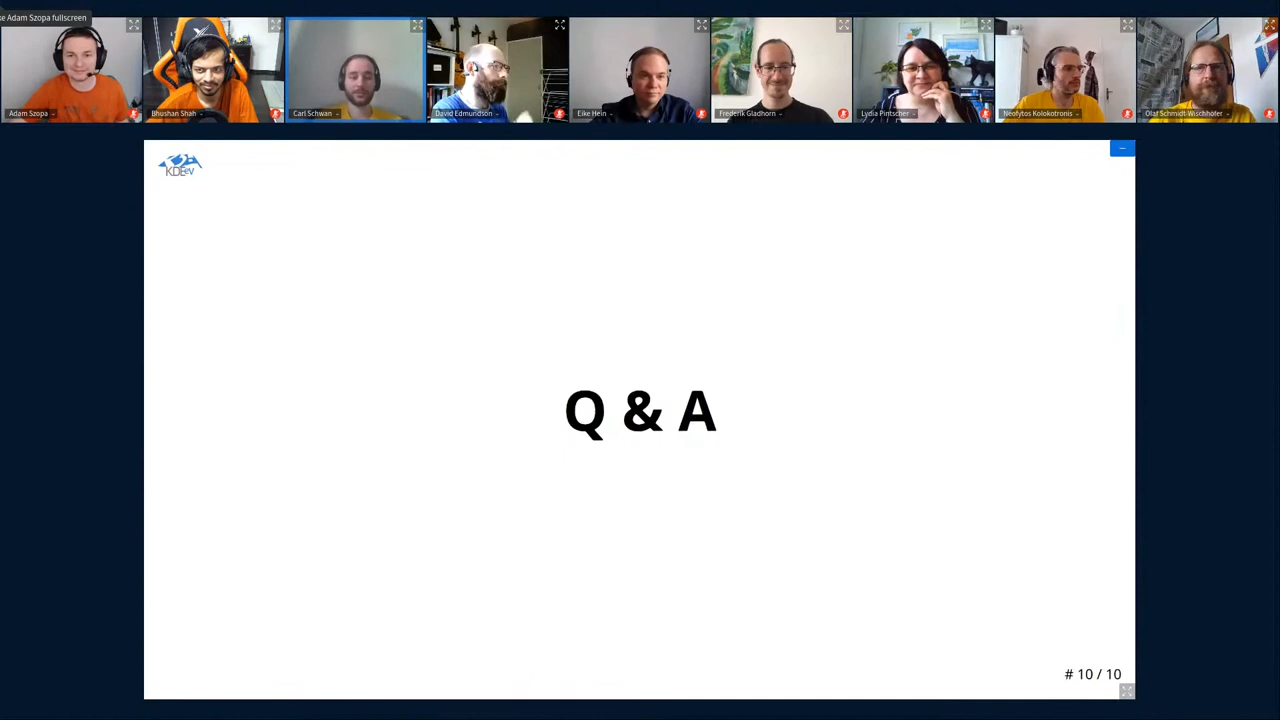 ke Adam Szopa fullscreen
Adam Szopa
Bhushan Shah
Carl Schwan
David Edmundson
Eike Hein
Frederik Gladhorn
Lydia Pintscher
Neofytos Kolokotronis
Olaf Schmidt-Wischhöfer
KDE eV
Q & A
# 10 / 10